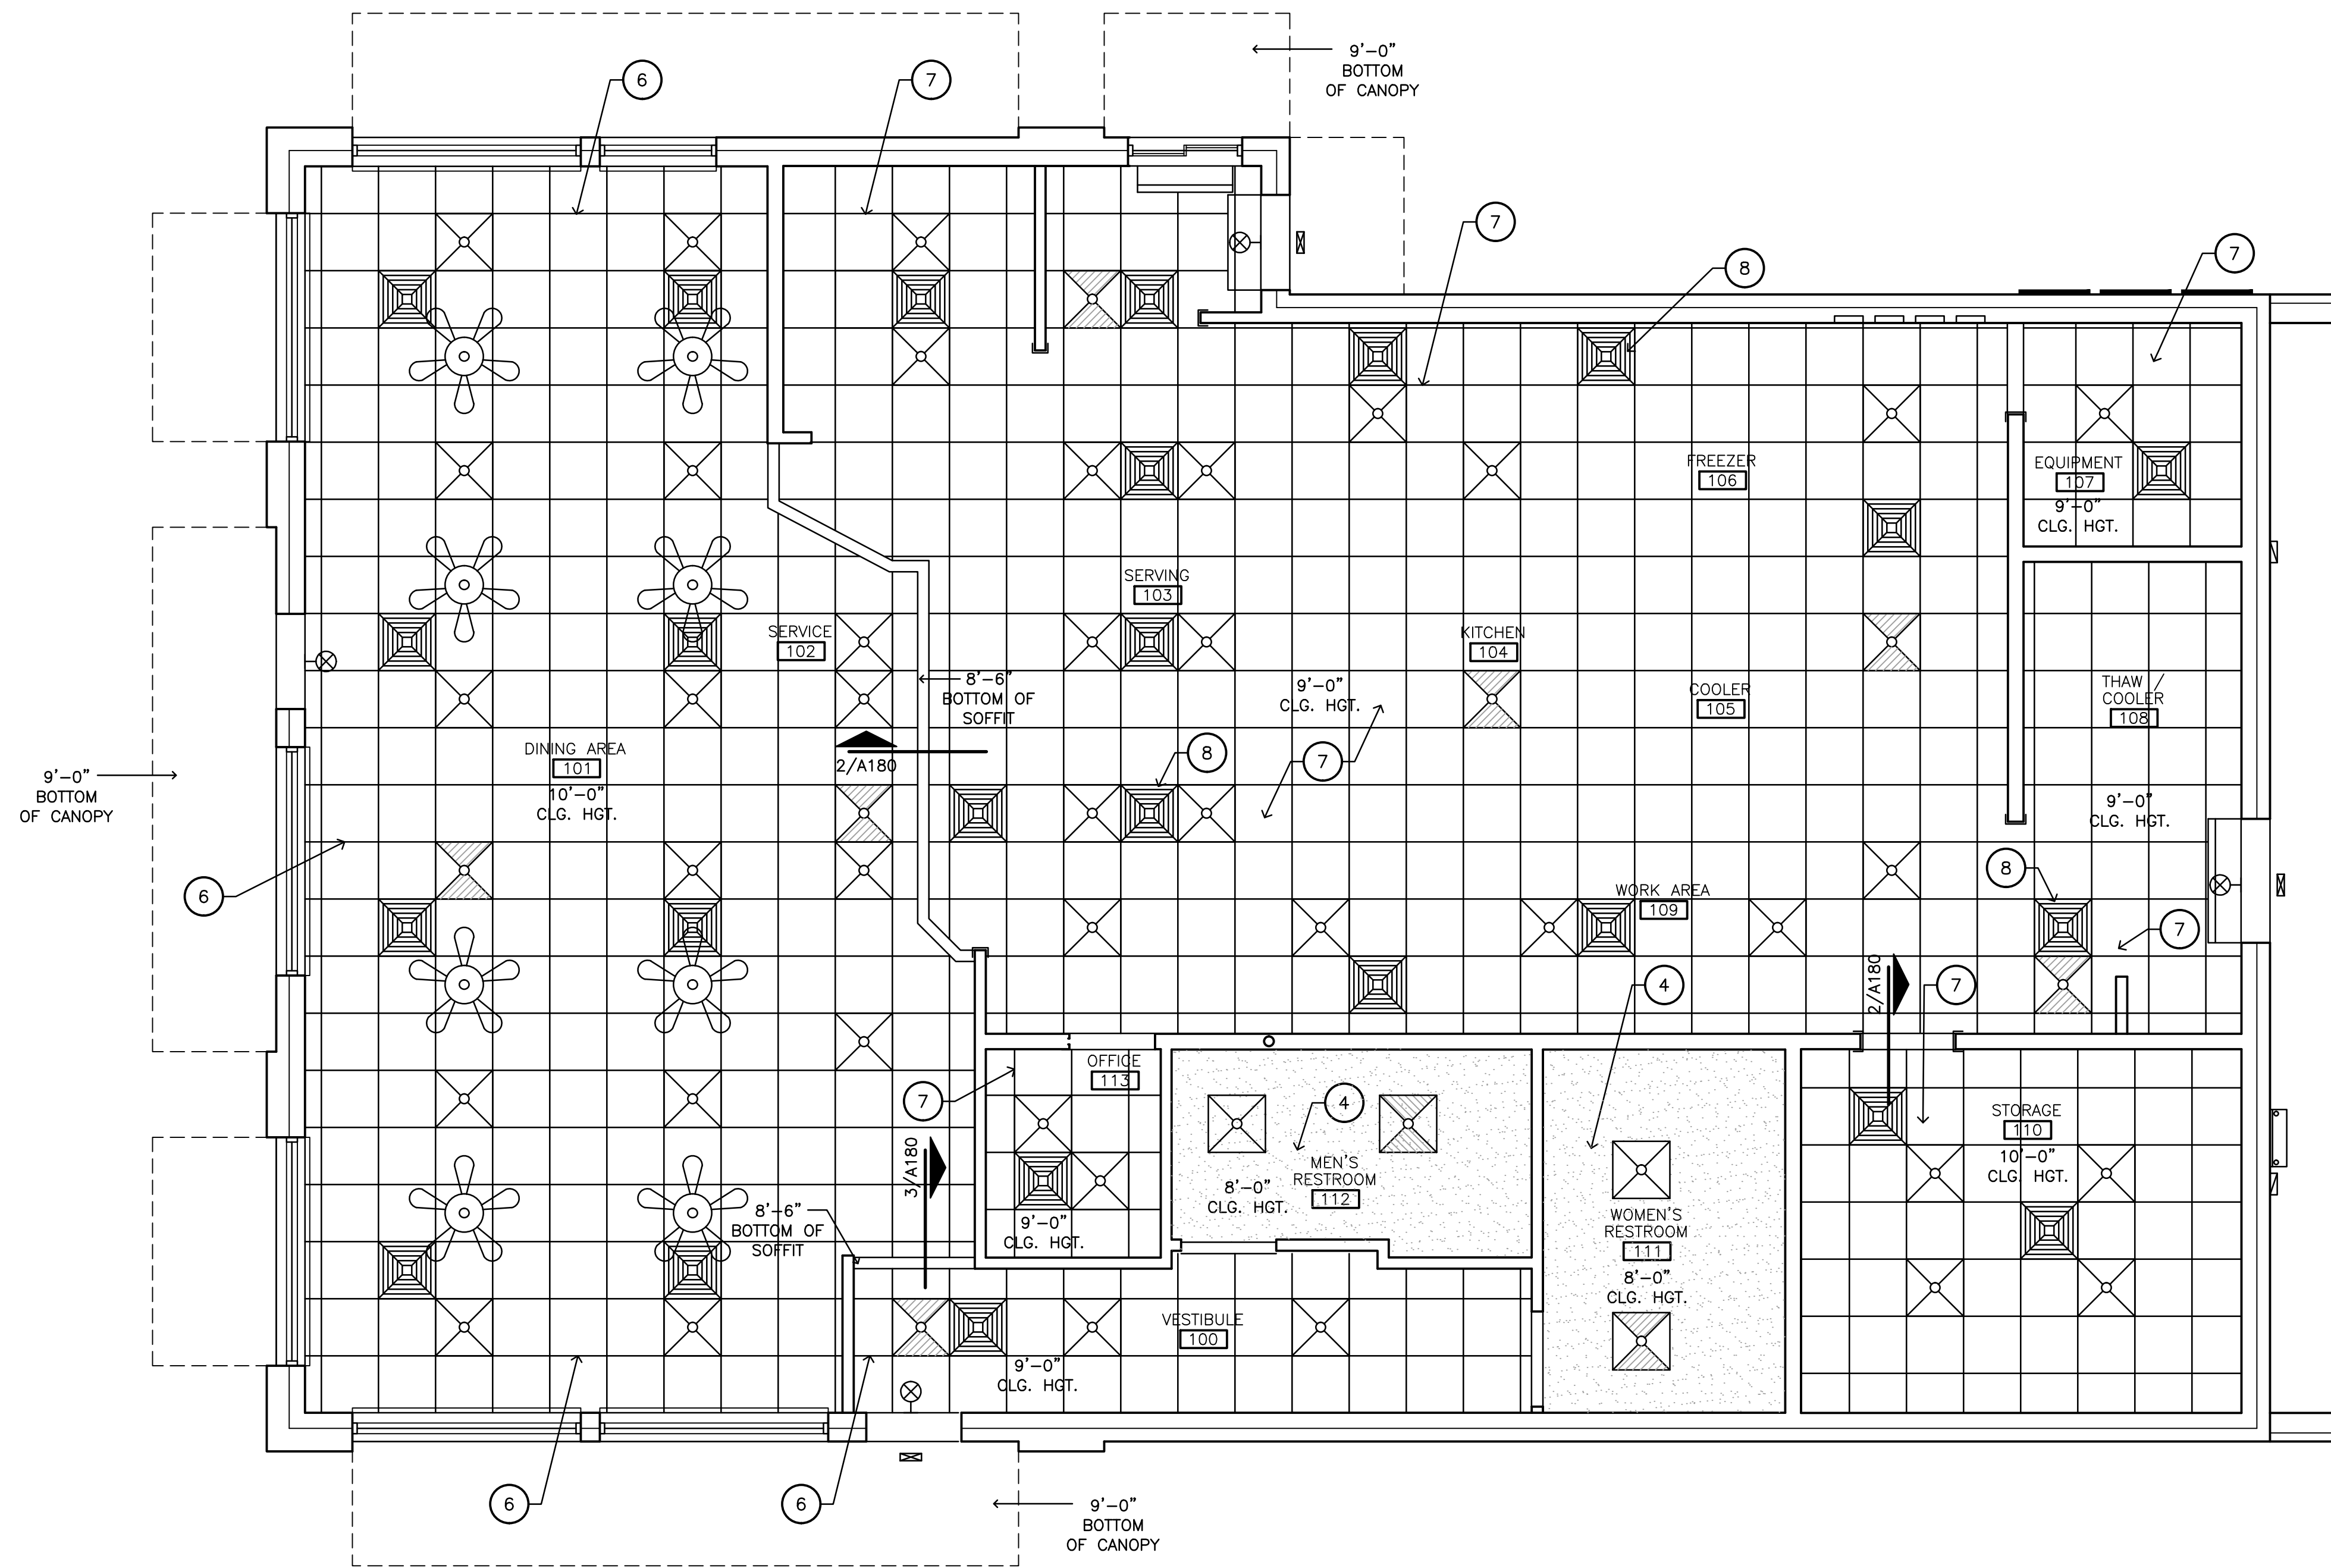 9'-0"
BOTTOM
OF CANOPY
6
7
7
8
7
FREEZER
106
EQUIPMENT
107
9'-0"
CLG. HGT.
SERVING
103
SERVICE
102
KITCHEN
104
8'-6"
BOTTOM OF
SOFFIT
9'-0"
CLG. HGT.
COOLER
105
THAW /
COOLER
108
9'-0"
CLG. HGT.
DINING AREA
101
10'-0"
CLG. HGT.
2/A180
8
7
9'-0"
BOTTOM
OF CANOPY
6
WORK AREA
109
8
7
4
2/A180
7
OFFICE
113
7
9'-0"
CLG. HGT.
4
MEN'S
RESTROOM
112
8'-0"
CLG. HGT.
STORAGE
110
10'-0"
CLG. HGT.
3/A180
8'-6"
BOTTOM OF
SOFFIT
WOMEN'S
RESTROOM
111
8'-0"
CLG. HGT.
VESTIBULE
100
9'-0"
CLG. HGT.
6
6
9'-0"
BOTTOM
OF CANOPY